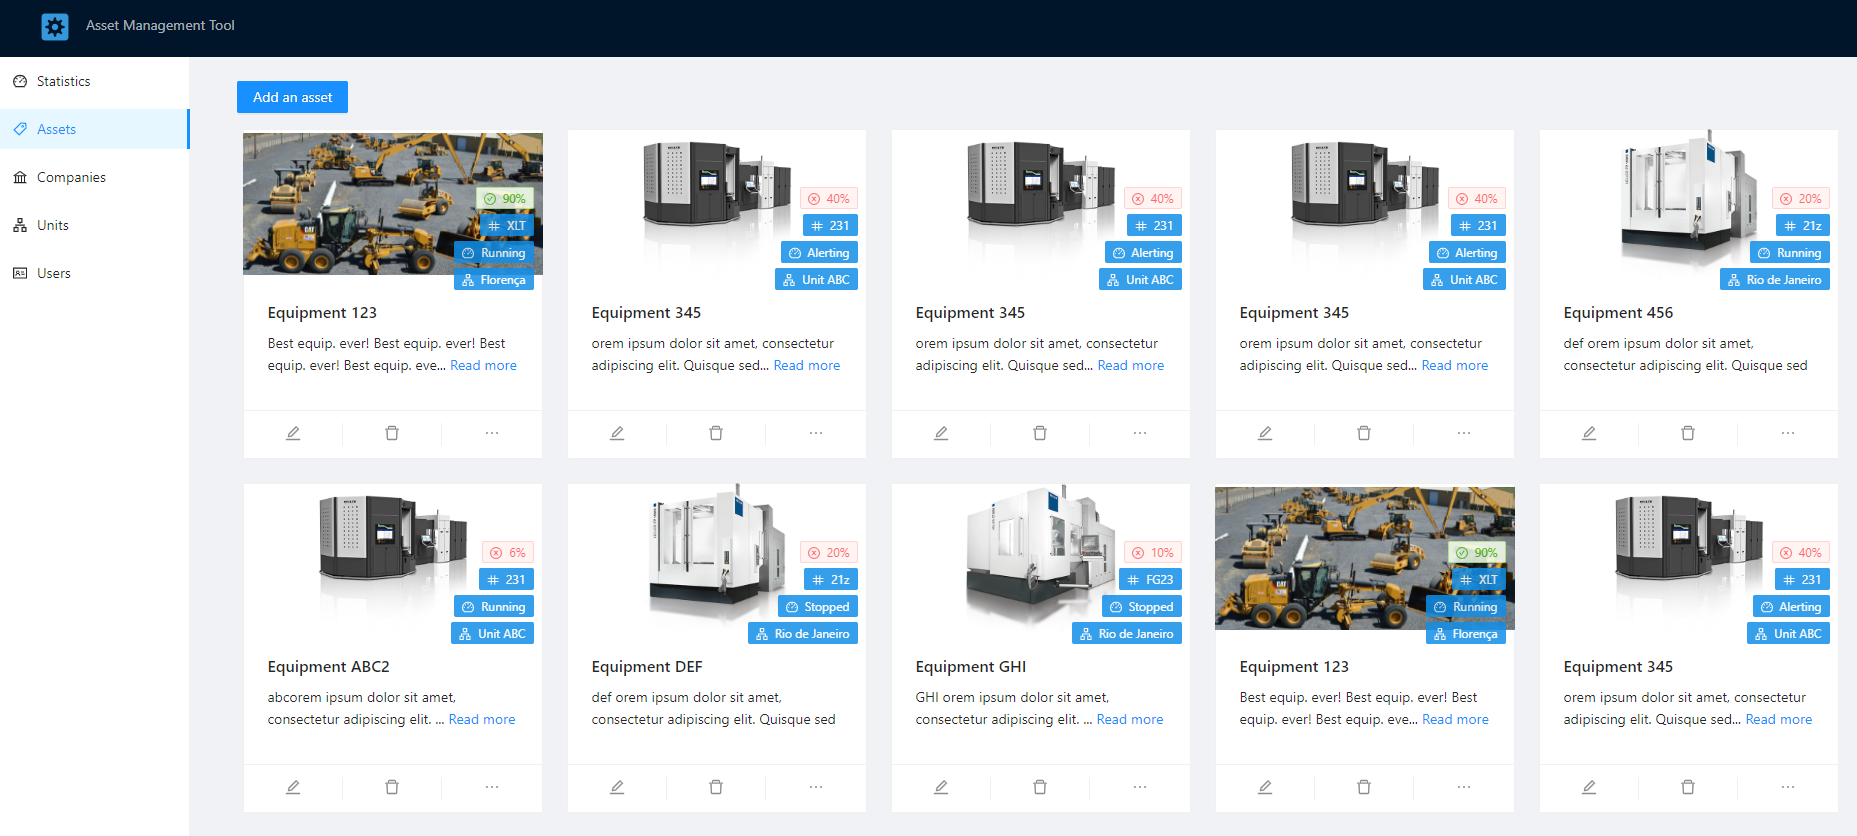 Asset Management Tool
Statistics
Assets
Companies
Units
Users
Add an asset
90%
XLT
Running
Florença
Equipment 123
Best equip. ever! Best equip. ever! Best
equip. ever! Best equip. eve... Read more
40%
231
Alerting
Unit ABC
Equipment 345
orem ipsum dolor sit amet, consectetur
adipiscing elit. Quisque sed... Read more
40%
231
Alerting
Unit ABC
Equipment 345
orem ipsum dolor sit amet, consectetur
adipiscing elit. Quisque sed... Read more
40%
231
Alerting
Unit ABC
Equipment 345
orem ipsum dolor sit amet, consectetur
adipiscing elit. Quisque sed... Read more
20%
21z
Running
Rio de Janeiro
Equipment 456
def orem ipsum dolor sit amet,
consectetur adipiscing elit. Quisque sed
6%
231
Running
Unit ABC
Equipment ABC2
abcorem ipsum dolor sit amet,
consectetur adipiscing elit. ... Read more
20%
21z
Stopped
Rio de Janeiro
Equipment DEF
def orem ipsum dolor sit amet,
consectetur adipiscing elit. Quisque sed
10%
FG23
Stopped
Rio de Janeiro
Equipment GHI
GHI orem ipsum dolor sit amet,
consectetur adipiscing elit. ... Read more
CAT
90%
XLT
Running
Florença
Equipment 123
Best equip. ever! Best equip. ever! Best
equip. ever! Best equip. eve... Read more
40%
231
Alerting
Unit ABC
Equipment 345
orem ipsum dolor sit amet, consectetur
adipiscing elit. Quisque sed... Read more